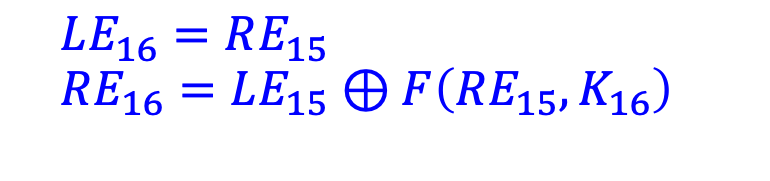 LE₁₆ = RE₁₅
RE₁₆ = LE₁₅ ⊕ F(RE₁₅, K₁₆)